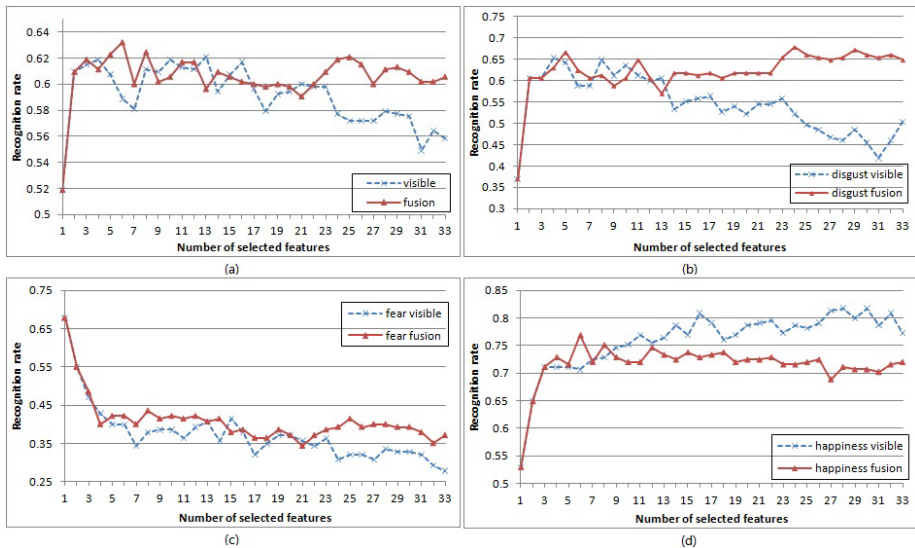 Recognition rate
0.64
0.62
0.6
0.58
0.56
0.54
0.52
0.5
visible
fusion
1 3 5 7 9 11 13 15 17 19 21 23 25 27 29 31 33
Number of selected features
(a)
Recognition rate
0.75
0.7
0.65
0.6
0.55
0.5
0.45
0.4
0.35
0.3
disgust visible
disgust fusion
1 3 5 7 9 11 13 15 17 19 21 23 25 27 29 31 33
Number of selected features
(b)
Recognition rate
0.75
0.65
0.55
0.45
0.35
0.25
fear visible
fear fusion
1 3 5 7 9 11 13 15 17 19 21 23 25 27 29 31 33
Number of selected features
(c)
Recognition rate
0.85
0.8
0.75
0.7
0.65
0.6
0.55
0.5
happiness visible
happiness fusion
1 3 5 7 9 11 13 15 17 19 21 23 25 27 29 31 33
Number of selected features
(d)